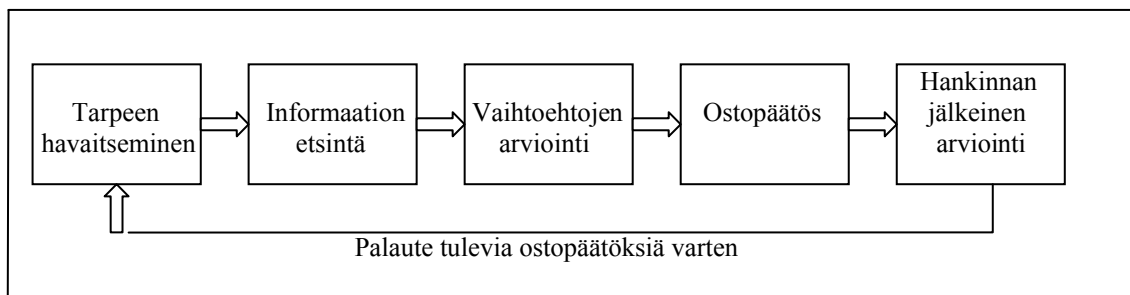 Tarpeen
havaitseminen
Informaation
etsintä
Vaihtoehtojen
arviointi
Ostopäätös
Hankinnan
jälkeinen
arviointi
Palaute tulevia ostopäätöksiä varten